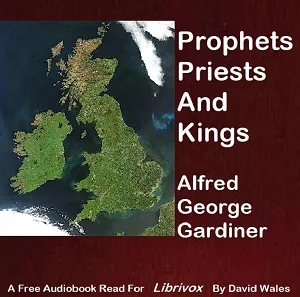 Prophets
Priests
And
Kings
Alfred
George
Gardiner
A Free Audiobook Read For Librivox By David Wales